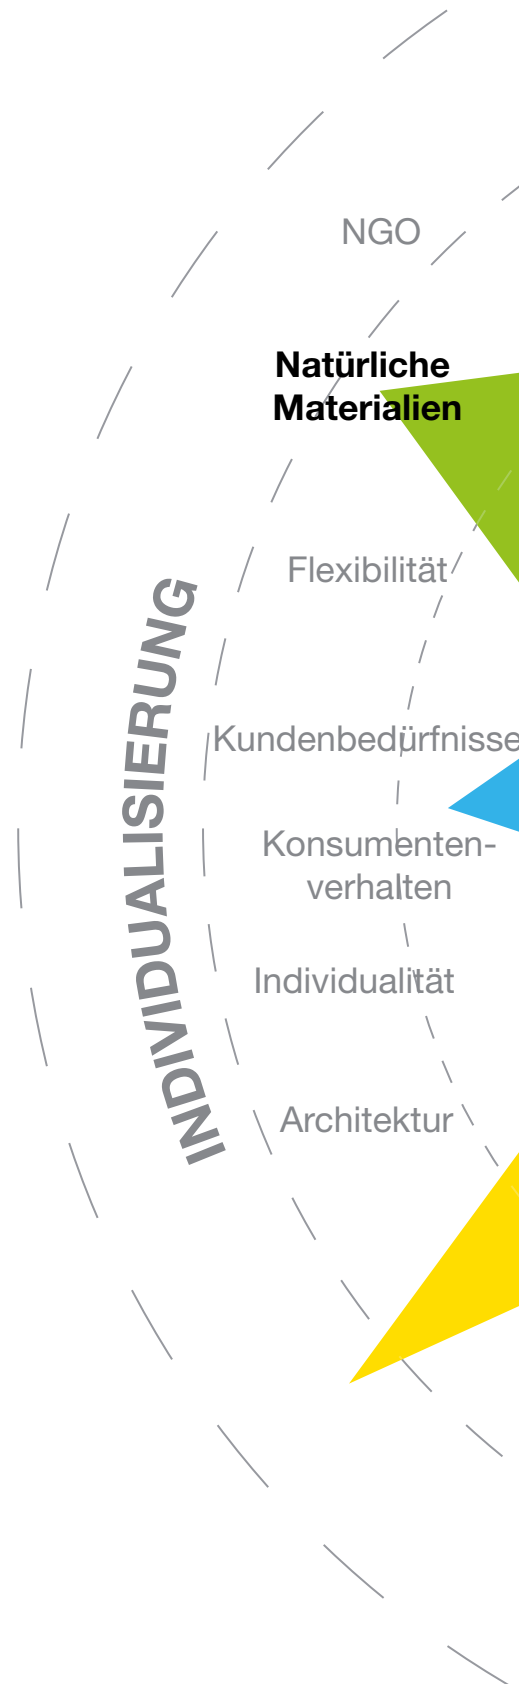 NGO
Natürliche
Materialien
Flexibilität
INDIVIDUALISIERUNG
Kundenbedürfnisse
Konsumenten-
verhalten
Individualität
Architektur